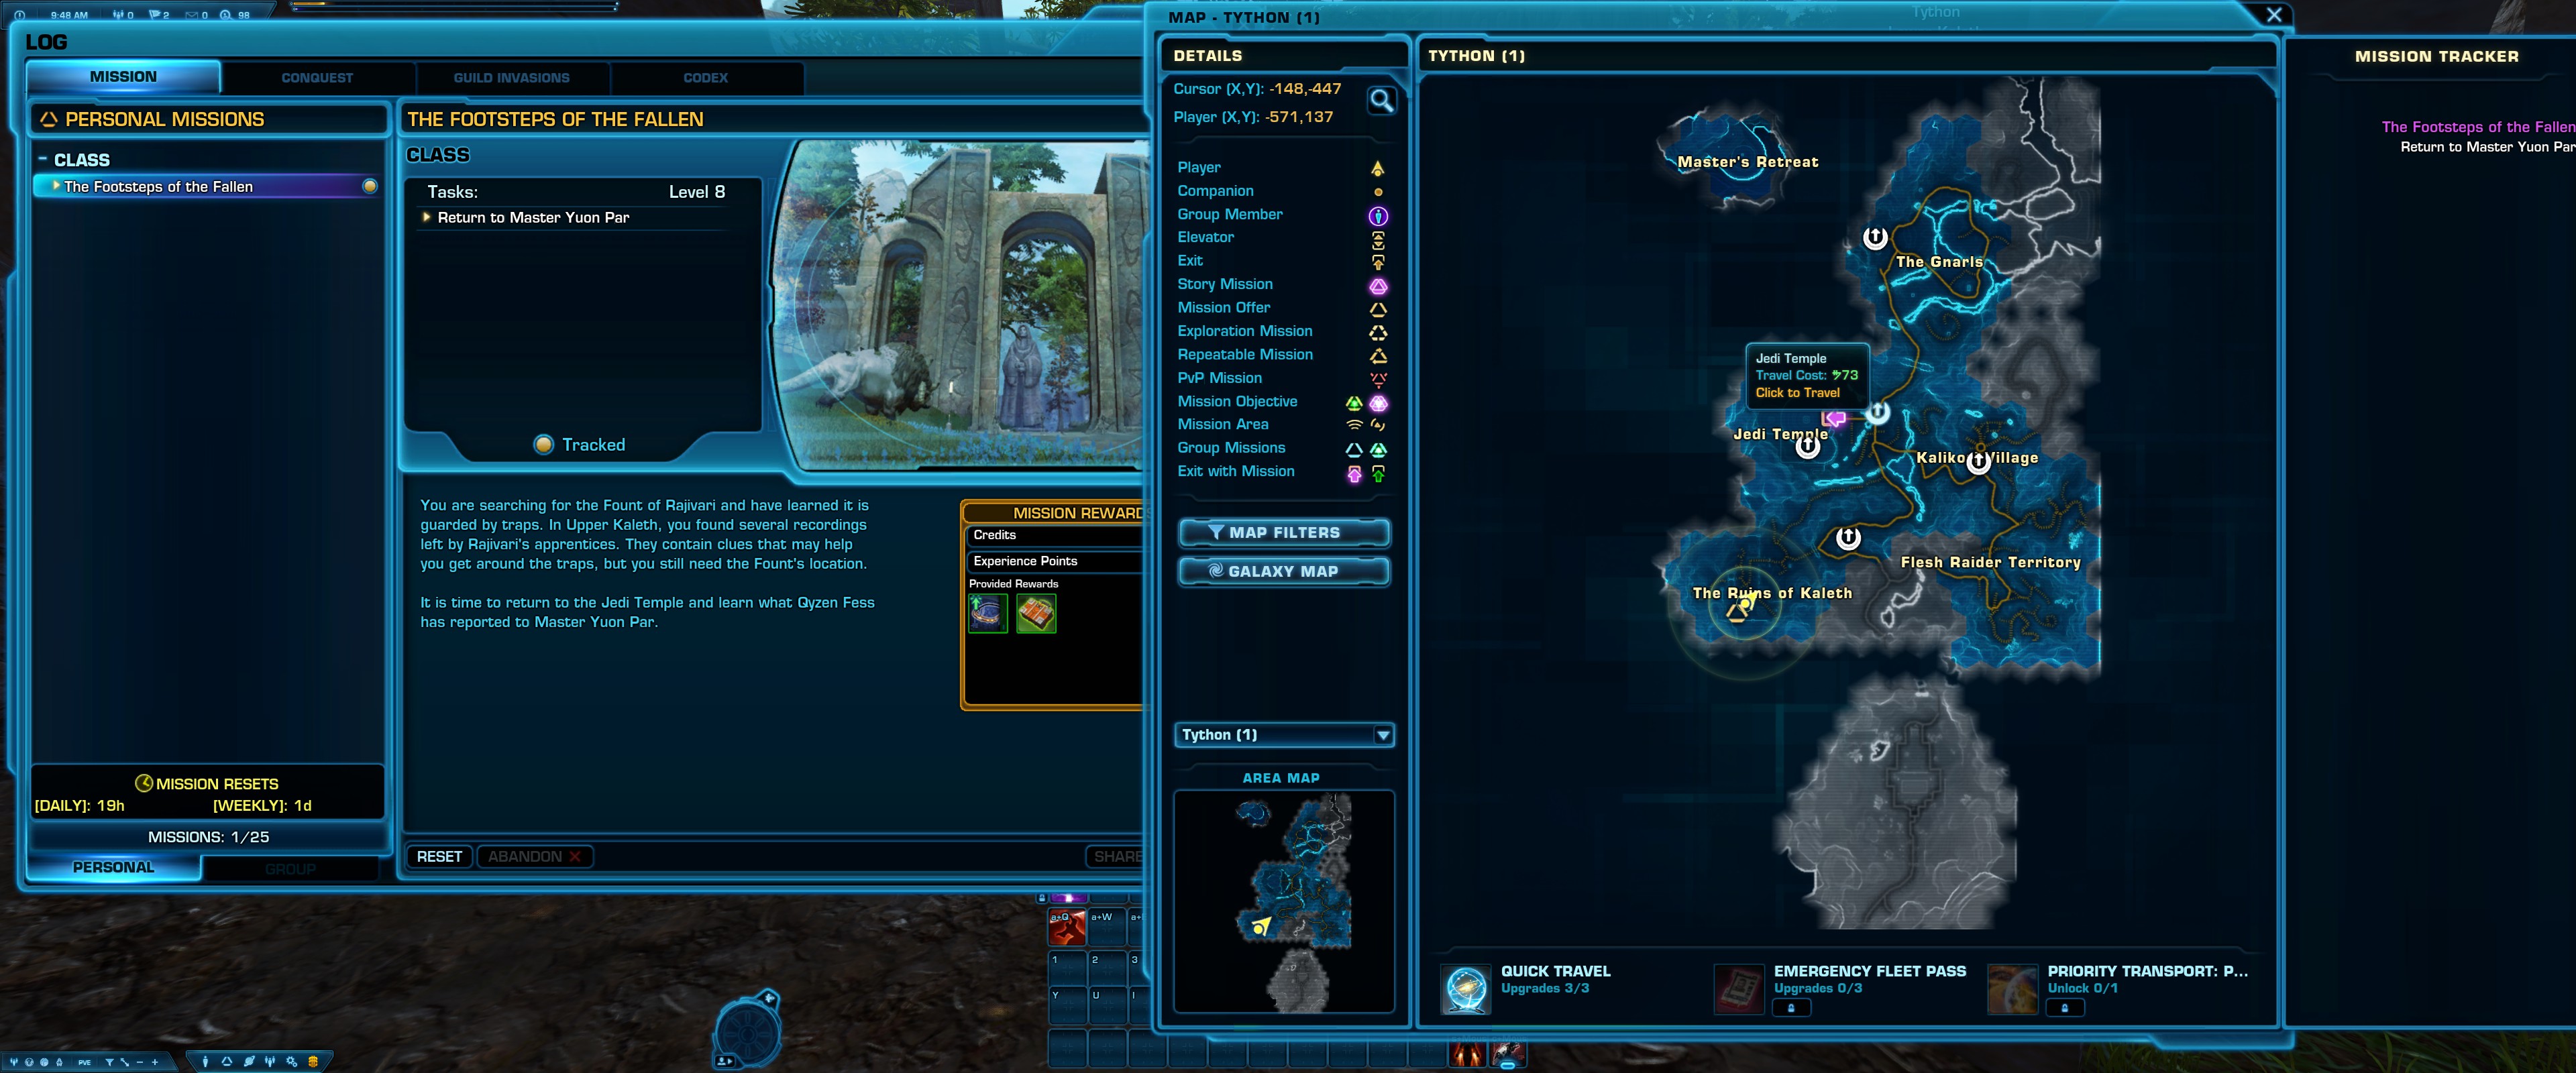 9:48 AM 0 2 0 98
LOG
MISSION
CONQUEST
GUILD INVASIONS
CODEX
PERSONAL MISSIONS
CLASS
The Footsteps of the Fallen
MISSION RESETS
[DAILY]: 19h [WEEKLY]: 1d
MISSIONS: 1/25
PERSONAL
GROUP
THE FOOTSTEPS OF THE FALLEN
CLASS
Tasks: Level 8
Return to Master Yuon Par
Tracked
You are searching for the Fount of Rajivari and have learned it is
guarded by traps. In Upper Kaleth, you found several recordings
left by Rajivari's apprentices. They contain clues that may help
you get around the traps, but you still need the Fount's location.
It is time to return to the Jedi Temple and learn what Qyzen Fess
has reported to Master Yuon Par.
MISSION REWARDS
Credits
Experience Points
Provided Rewards
RESET
ABANDON
SHARE
MAP - TYTHON (1)
Tython
DETAILS
Cursor (X,Y): -148,-447
Player (X,Y): -571,137
Player
Companion
Group Member
Elevator
Exit
Story Mission
Mission Offer
Exploration Mission
Repeatable Mission
PvP Mission
Mission Objective
Mission Area
Group Missions
Exit with Mission
MAP FILTERS
GALAXY MAP
Tython (1)
AREA MAP
TYTHON (1)
Master's Retreat
The Gnarls
Jedi Temple
Travel Cost: 73
Click to Travel
Jedi Temple
Kaliko Village
Flesh Raider Territory
The Ruins of Kaleth
QUICK TRAVEL
Upgrades 3/3
EMERGENCY FLEET PASS
Upgrades 0/3
PRIORITY TRANSPORT: P...
Unlock 0/1
MISSION TRACKER
The Footsteps of the Fallen
Return to Master Yuon Par
a+Q a+W
1 2 3
Y U I
PVE